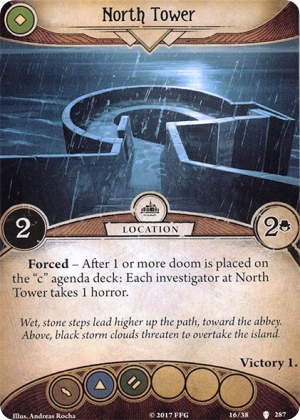 North Tower
2
LOCATION
2
Forced – After 1 or more doom is placed on
the “c” agenda deck: Each investigator at North
Tower takes 1 horror.
Wet, stone steps lead higher up the path, toward the abbey.
Above, black storm clouds threaten to overtake the island.
Victory 1.
Illus. Andreas Rocha
© 2017 FFG
16/38
287